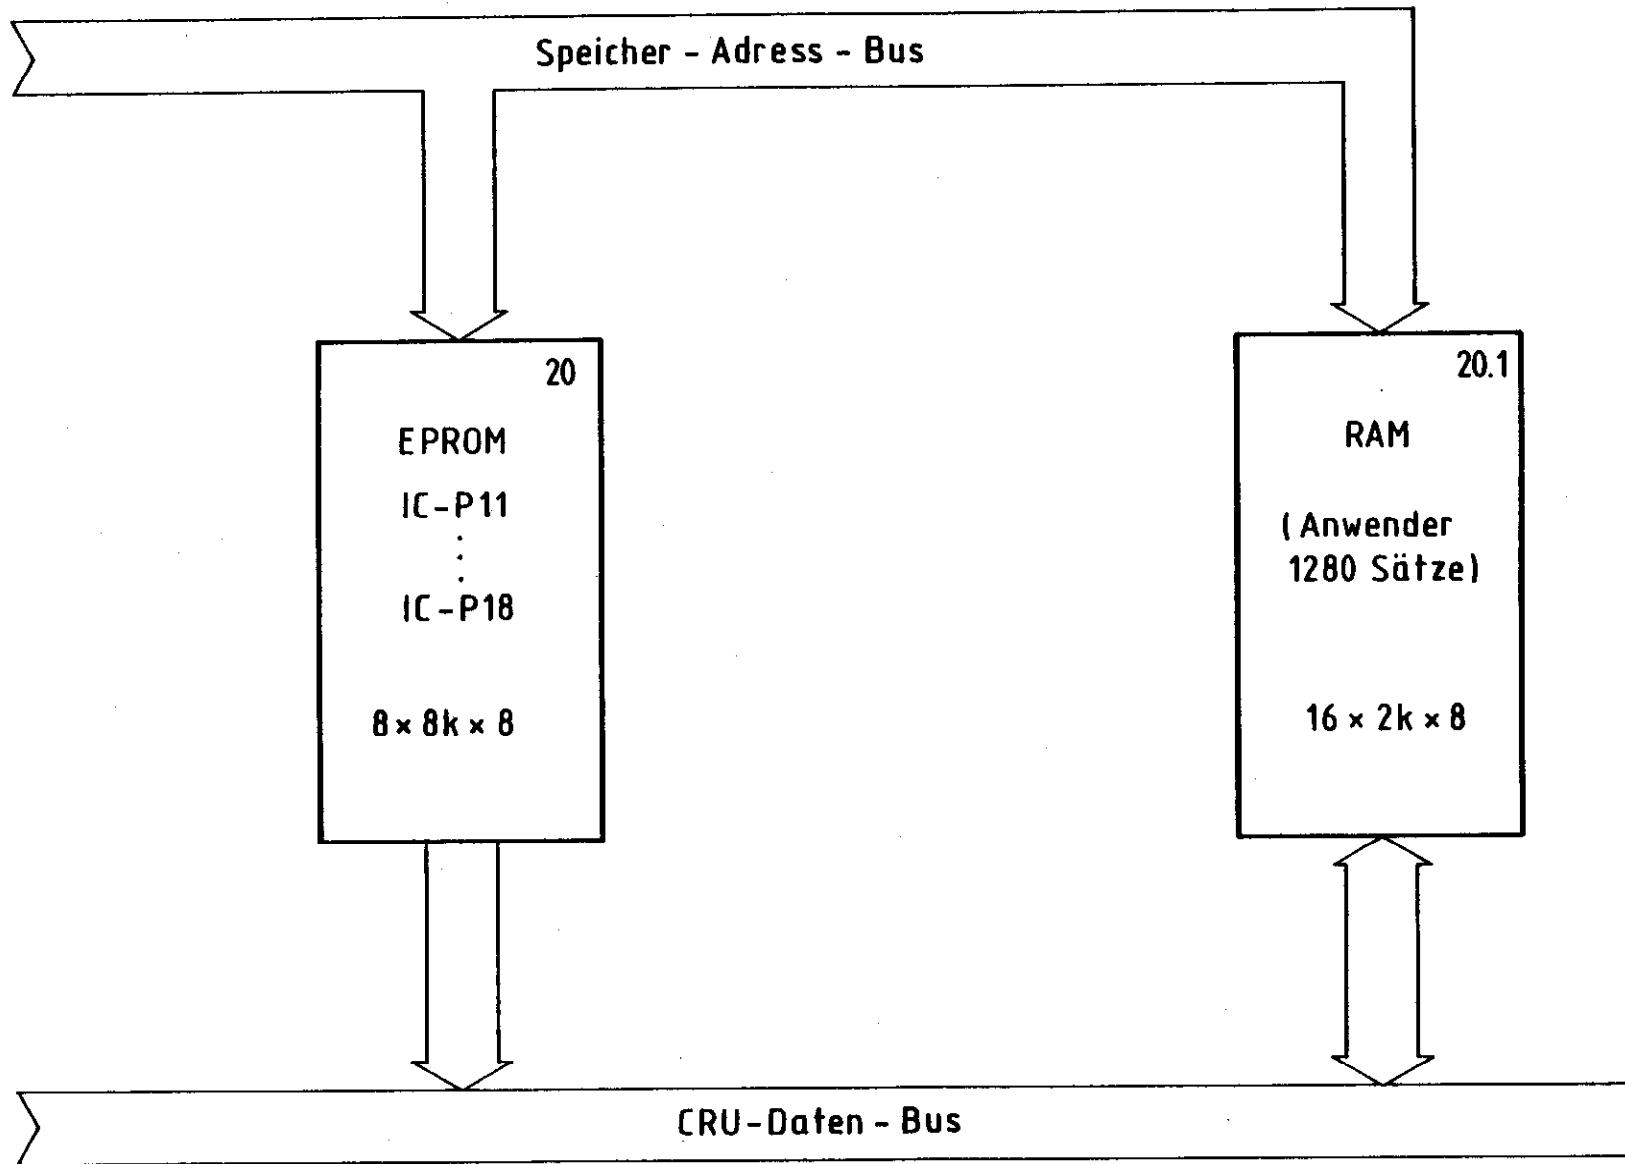 Speicher - Adress - Bus
20
EPROM
IC-P11
⋮
IC-P18
8 × 8k × 8
20.1
RAM
(Anwender
1280 Sätze)
16 × 2k × 8
CRU-Daten - Bus